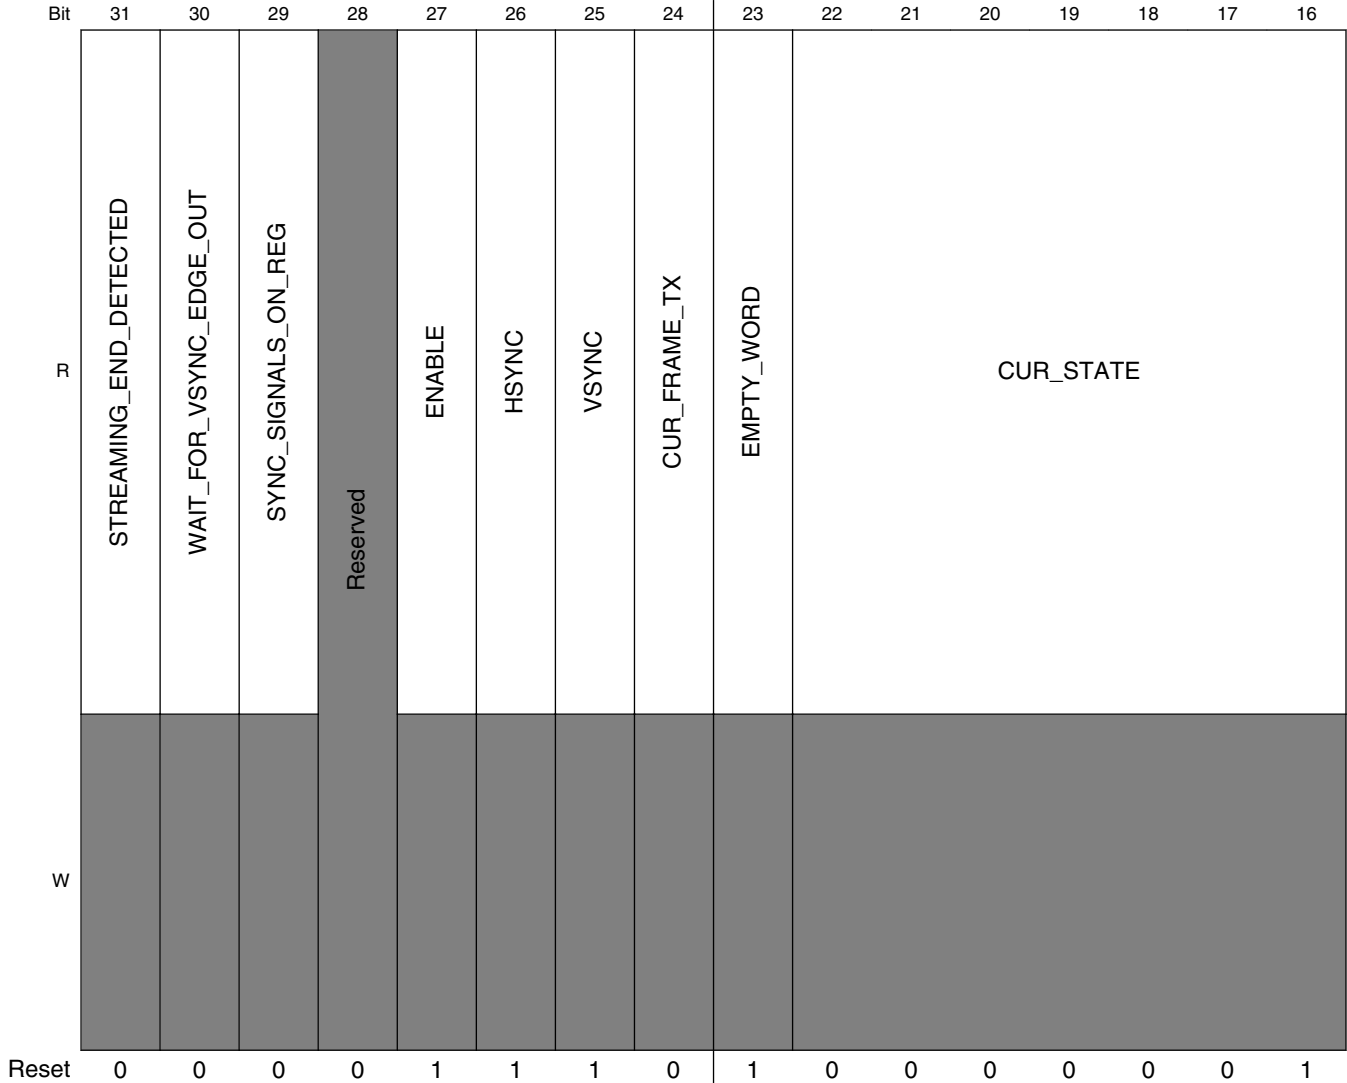 Bit 31 30 29 28 27 26 25 24 23 22 21 20 19 18 17 16
R STREAMING_END_DETECTED WAIT_FOR_VSYNC_EDGE_OUT SYNC_SIGNALS_ON_REG Reserved ENABLE HSYNC VSYNC CUR_FRAME_TX EMPTY_WORD CUR_STATE
W
Reset 0 0 0 0 1 1 1 0 1 0 0 0 0 0 0 1